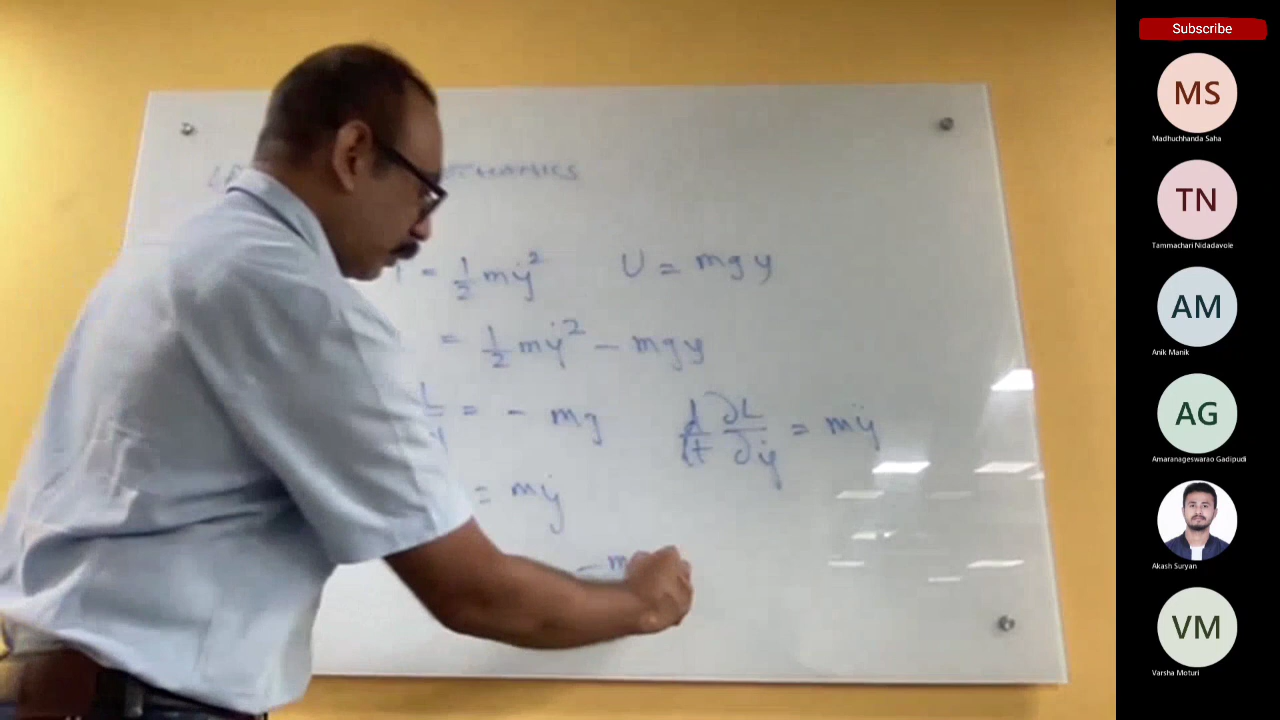 Subscribe
MS
Madhuchhanda Saha
TN
Tammachari Nidadavole
AM
Anik Manik
AG
Amaranageswarao Gadipudi
Akash Suryan
VM
Varsha Moturi
= ½ mẏ² U = mgy
= ½ mẏ² − mgy
= − mg d/dt ∂L/∂ẏ = mÿ
= mẏ
− m